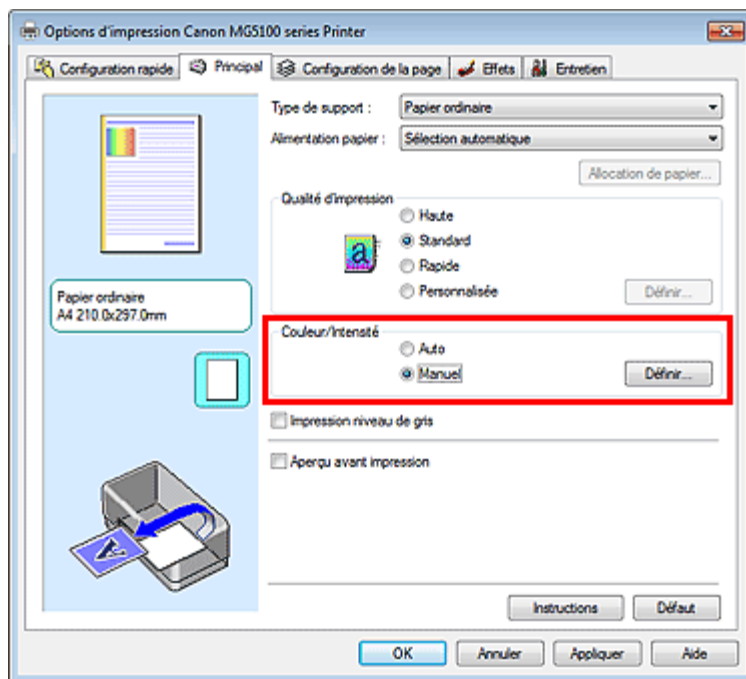 Options d'impression Canon MG5100 series Printer
Configuration rapide Principal Configuration de la page Effets Entretien
Type de support : Papier ordinaire
Alimentation papier : Sélection automatique
Allocation de papier...
Qualité d'impression
Haute
a Standard
Rapide
Personnalisée Définir...
Papier ordinaire
A4 210.0x297.0mm
Couleur/Intensité
Auto
Manuel Définir...
Impression niveau de gris
Aperçu avant impression
A
Instructions Défaut
OK Annuler Appliquer Aide